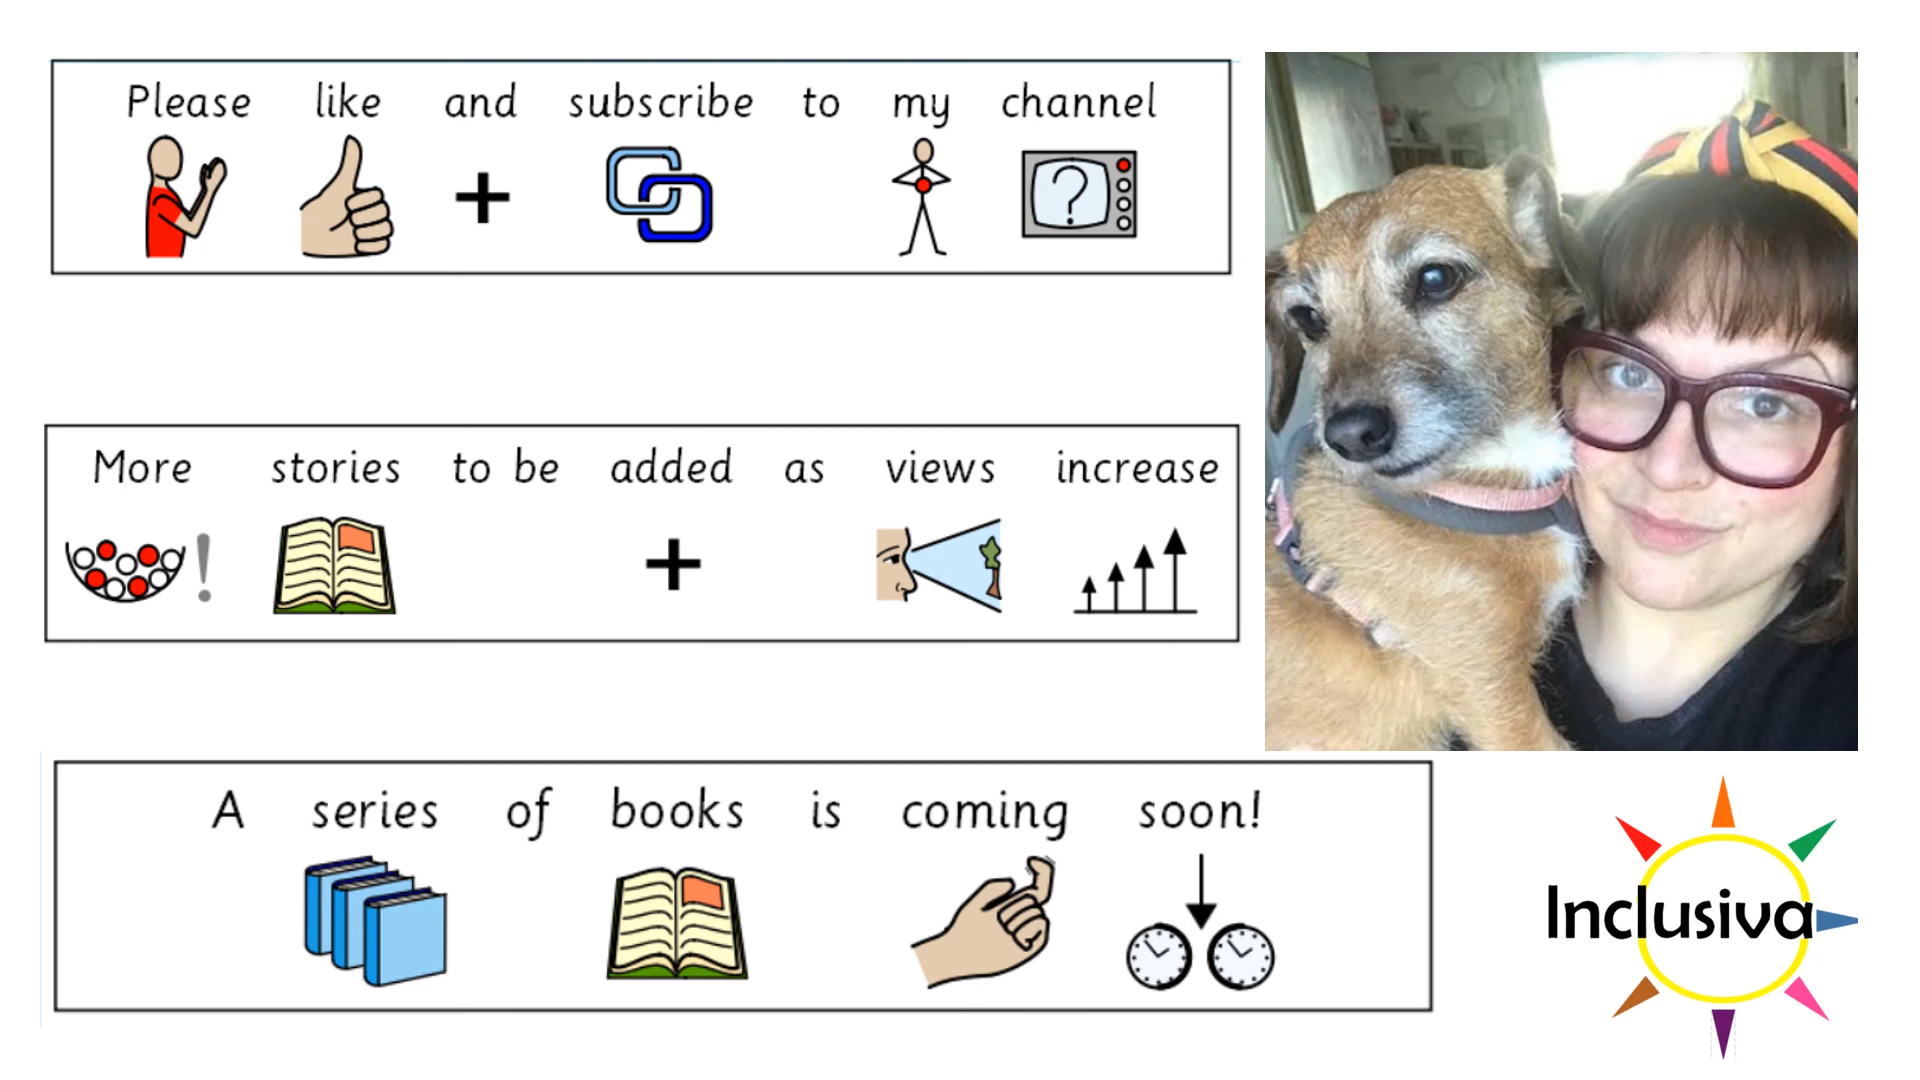 Please like and subscribe to my channel
More stories to be added as views increase
A series of books is coming soon!
Inclusiva